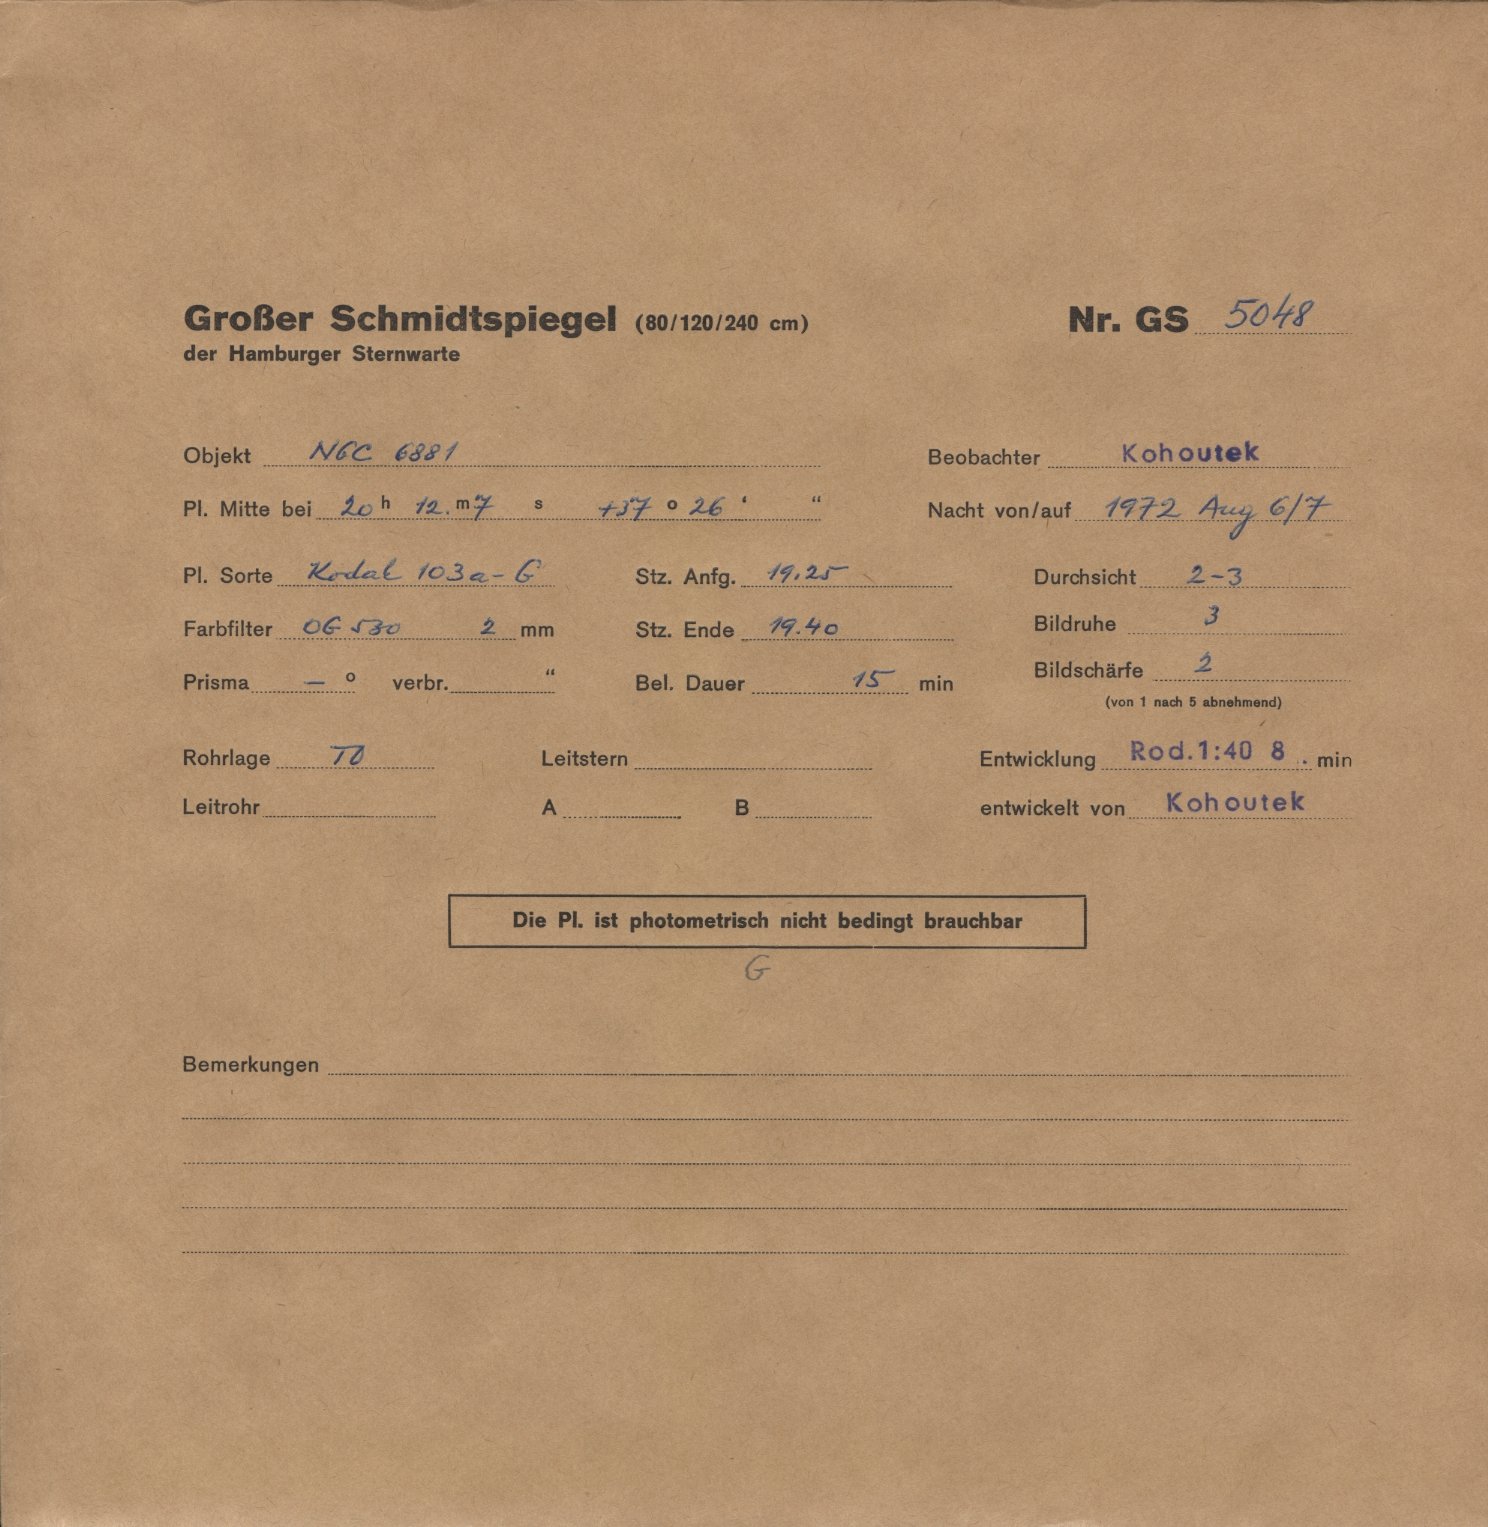 Großer Schmidtspiegel (80/120/240 cm) Nr. GS 5048
der Hamburger Sternwarte
Objekt NGC 6881 Beobachter Kohoutek
Pl. Mitte bei 20 h 12. m 7 s +37 o 26 ‘ “ Nacht von/auf 1972 Aug 6/7
Pl. Sorte Kodak 103a-G Stz. Anfg. 19.25 Durchsicht 2-3
Farbfilter OG 530 2 mm Stz. Ende 19.40 Bildruhe 3
Prisma — o verbr. “ Bel. Dauer 15 min Bildschärfe 2
(von 1 nach 5 abnehmend)
Rohrlage TO Leitstern Entwicklung Rod.1:40 8 . min
Leitrohr A B entwickelt von Kohoutek
Die Pl. ist photometrisch nicht bedingt brauchbar
G
Bemerkungen